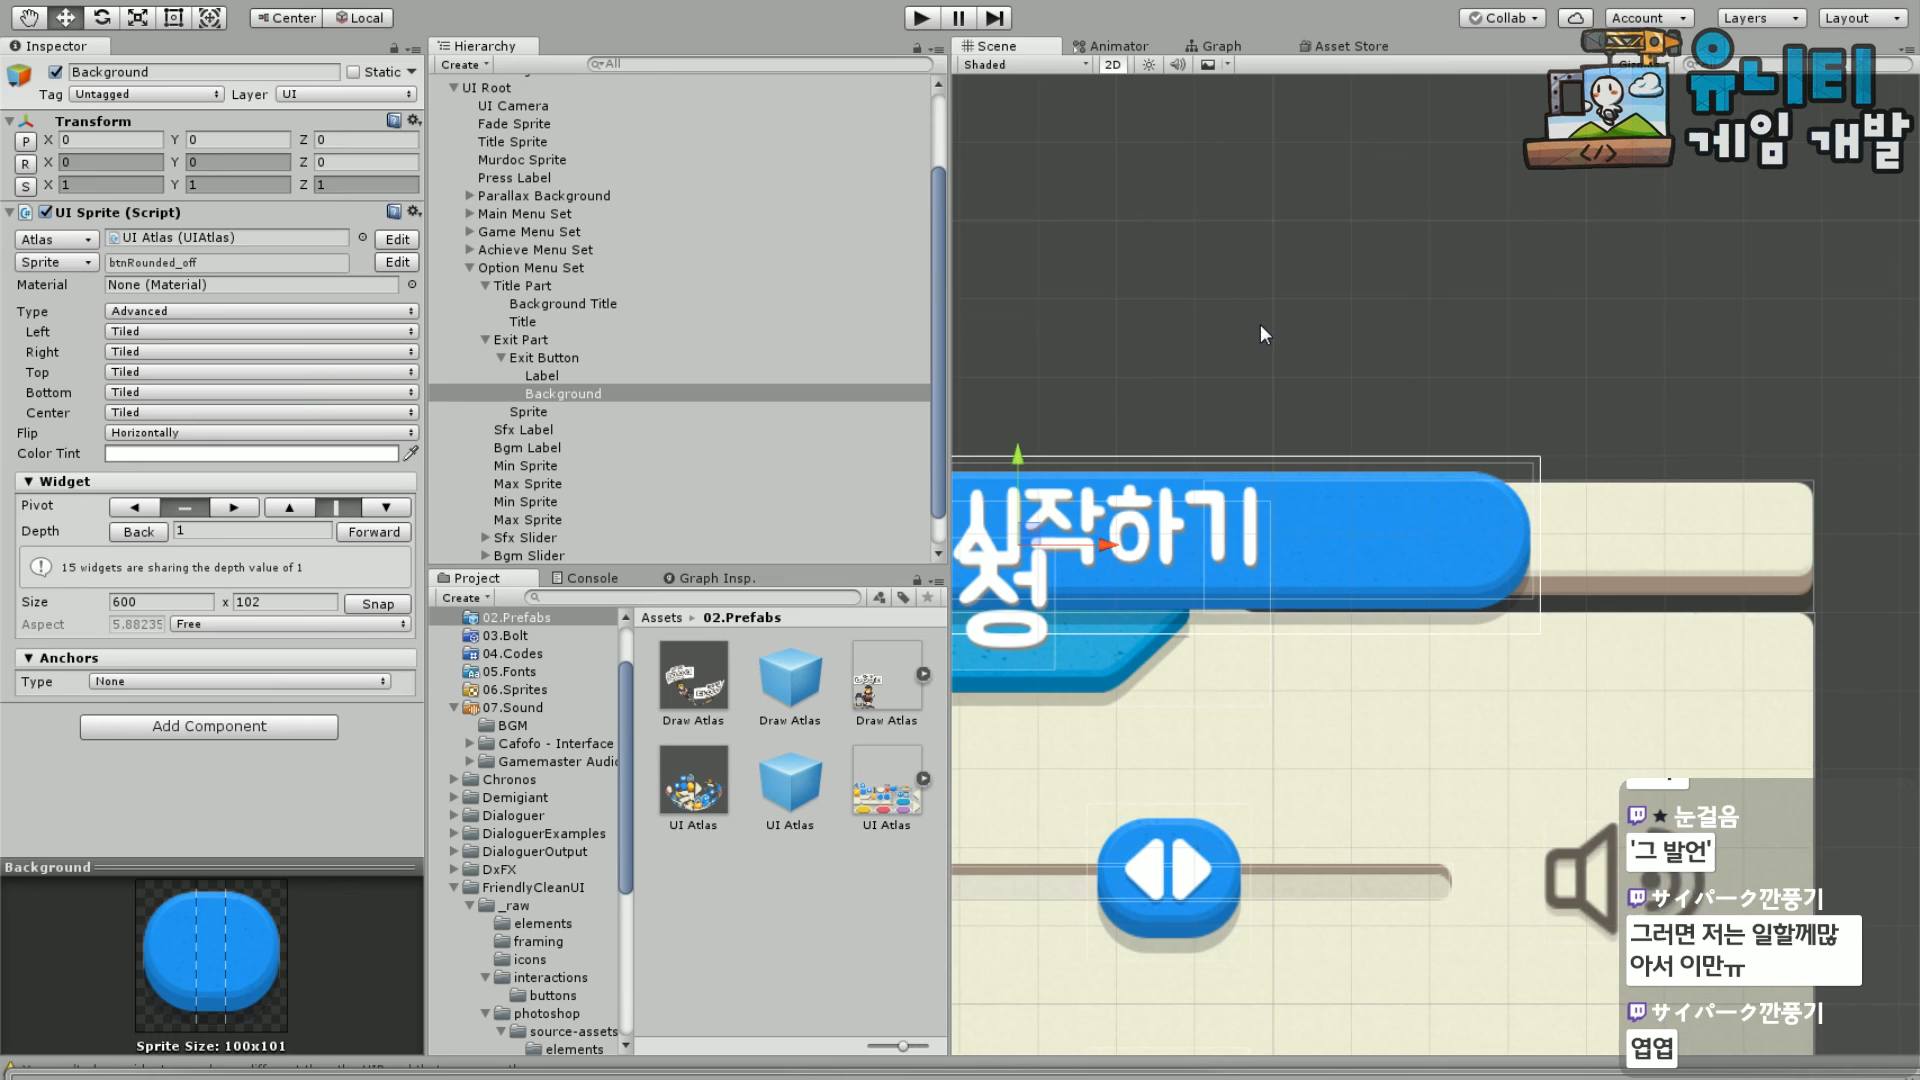 Center
Local
Collab
Account
Layers
Layout
Inspector
Background
Static
Tag
Untagged
Layer
UI
Transform
P
X
0
Y
0
Z
0
R
X
0
Y
0
Z
0
S
X
1
Y
1
Z
1
UI Sprite (Script)
Atlas
UI Atlas (UIAtlas)
Edit
Sprite
btnRounded_off
Edit
Material
None (Material)
Type
Advanced
Left
Tiled
Right
Tiled
Top
Tiled
Bottom
Tiled
Center
Tiled
Flip
Horizontally
Color Tint
Widget
Pivot
Depth
Back
1
Forward
15 widgets are sharing the depth value of 1
Size
600
x
102
Snap
Aspect
5.88235
Free
Anchors
Type
None
Add Component
Background
Sprite Size: 100x101
Hierarchy
Create
All
UI Root
UI Camera
Fade Sprite
Title Sprite
Murdoc Sprite
Press Label
Parallax Background
Main Menu Set
Game Menu Set
Achieve Menu Set
Option Menu Set
Title Part
Background Title
Title
Exit Part
Exit Button
Label
Background
Sprite
Sfx Label
Bgm Label
Min Sprite
Max Sprite
Min Sprite
Max Sprite
Sfx Slider
Bgm Slider
Project
Console
Graph Insp.
Create
02.Prefabs
03.Bolt
04.Codes
05.Fonts
06.Sprites
07.Sound
BGM
Cafofo - Interface
Gamemaster Audio
Chronos
Demigiant
Dialoguer
DialoguerExamples
DialoguerOutput
DxFX
FriendlyCleanUI
_raw
elements
framing
icons
interactions
buttons
photoshop
source-assets
elements
Assets
02.Prefabs
Draw Atlas
Draw Atlas
Draw Atlas
UI Atlas
UI Atlas
UI Atlas
Scene
Animator
Graph
Asset Store
Shaded
2D
유니티
게임 개발
</>
시작하기
정
눈걸음
'그 발언'
サイパーク깐풍기
그러면 저는 일할께많
아서 이만ㅠ
サイパーク깐풍기
엽엽